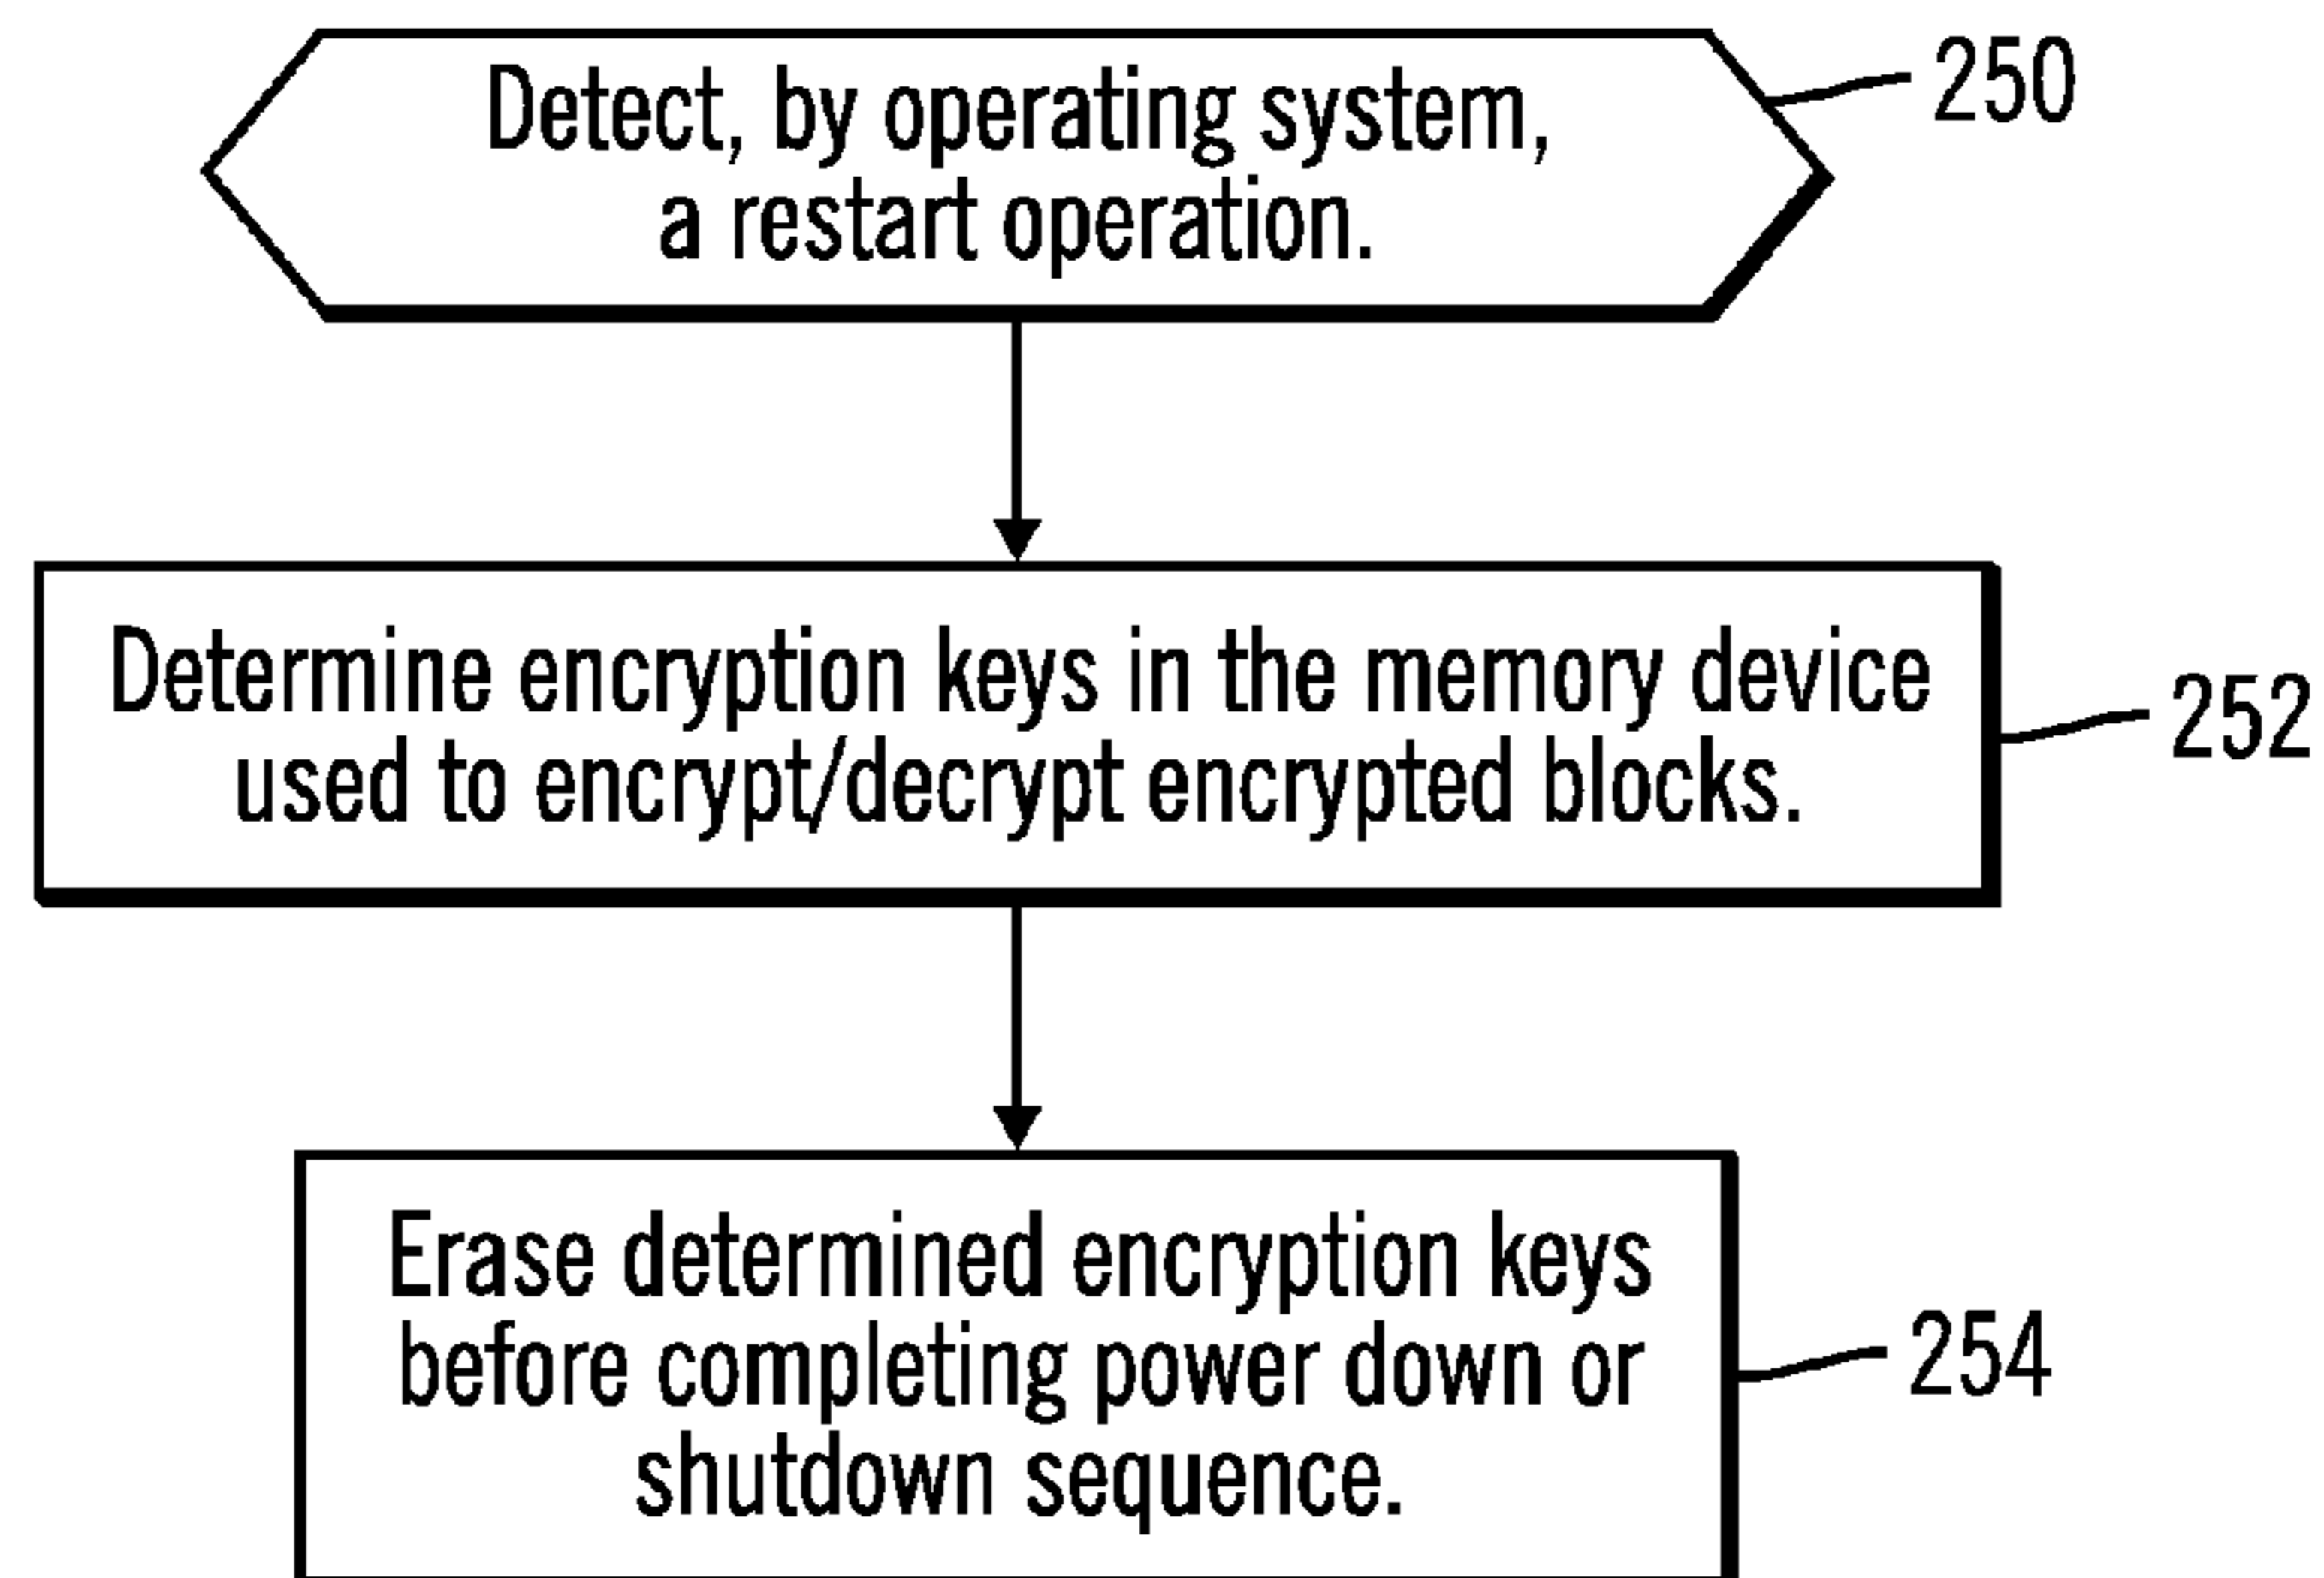 Detect, by operating system,
a restart operation.
250
Determine encryption keys in the memory device
used to encrypt/decrypt encrypted blocks.
252
Erase determined encryption keys
before completing power down or
shutdown sequence.
254